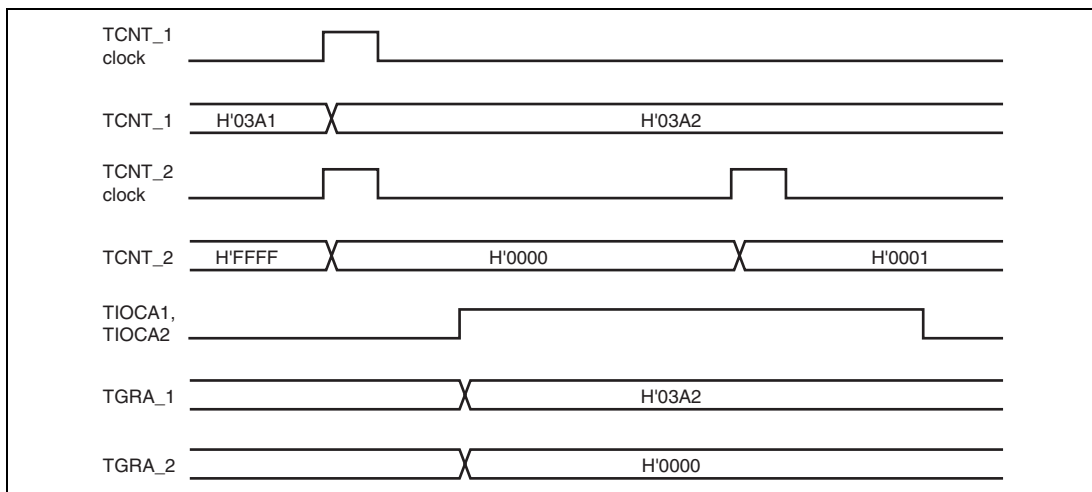 TCNT_1
clock
TCNT_1 H'03A1 H'03A2
TCNT_2
clock
TCNT_2 H'FFFF H'0000 H'0001
TIOCA1,
TIOCA2
TGRA_1 H'03A2
TGRA_2 H'0000